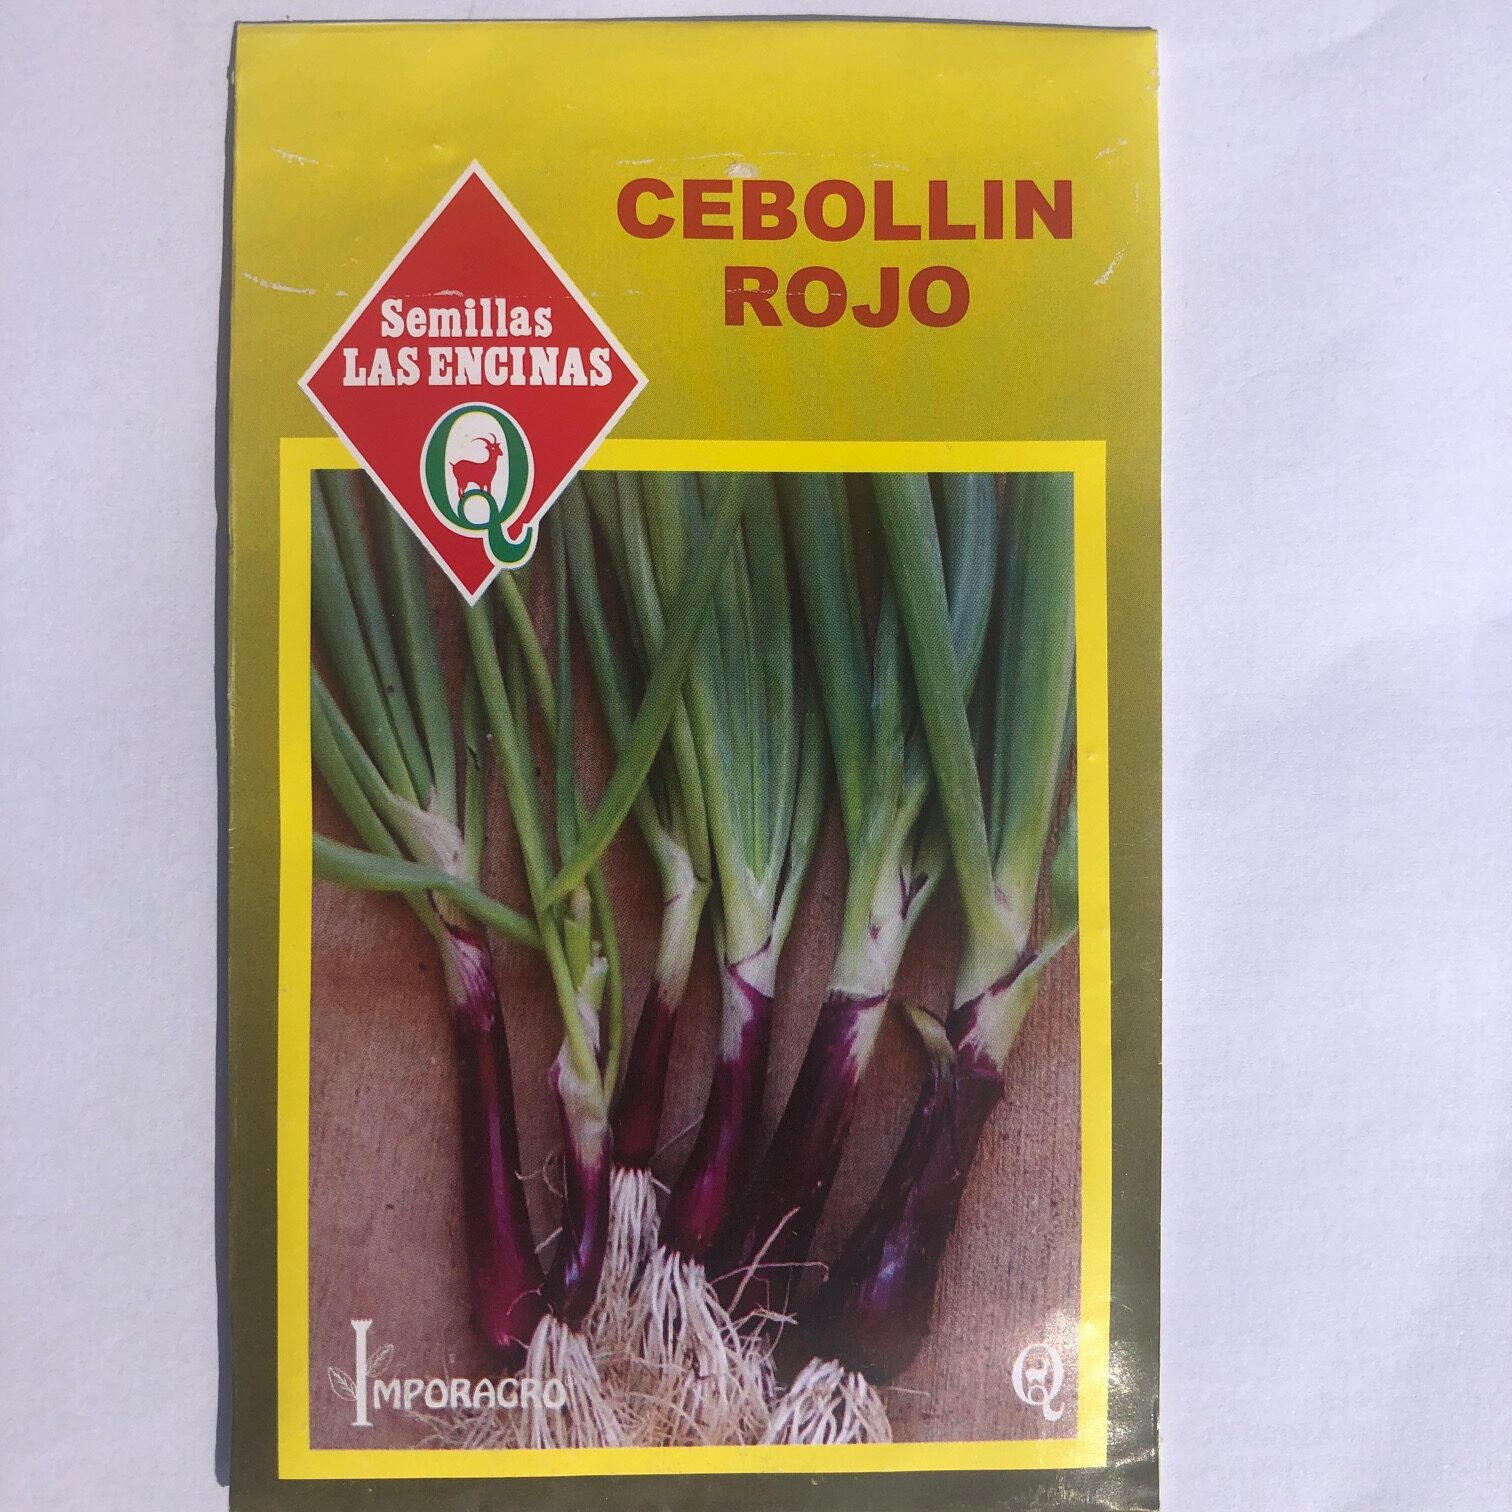 CEBOLLIN
ROJO
Semillas
LAS ENCINAS
Q
IMPORAGRO
Q